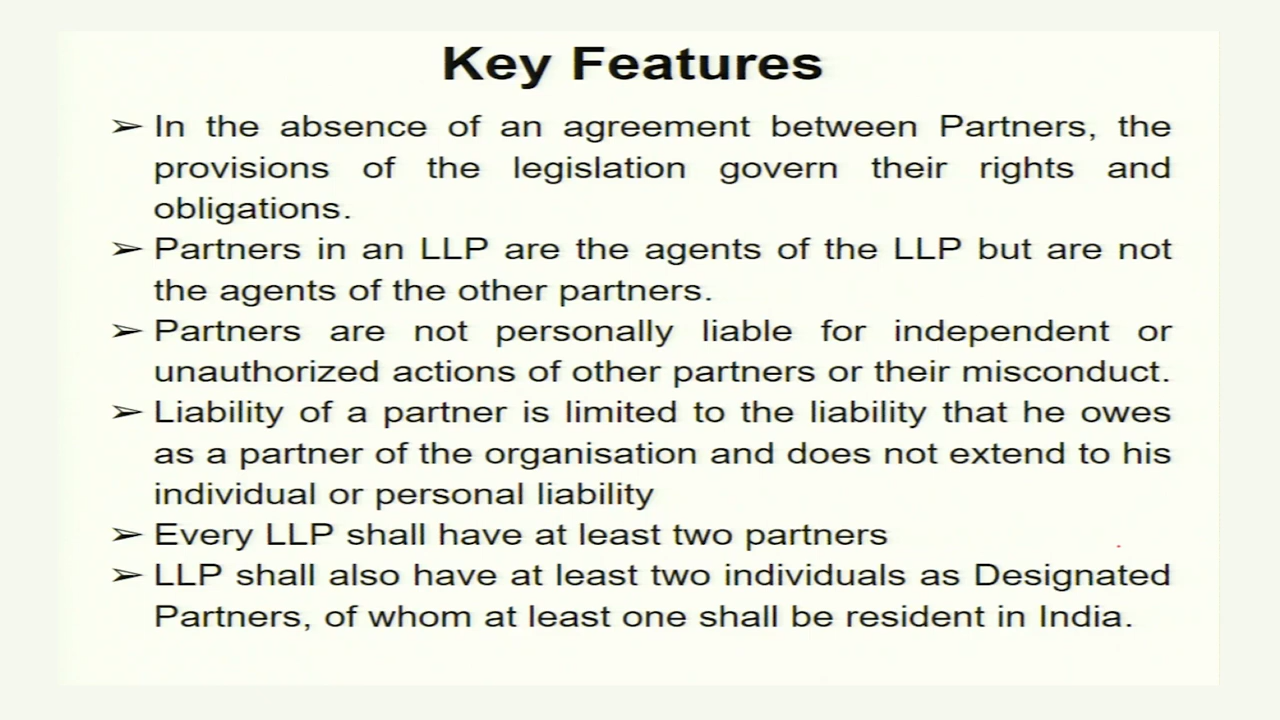 Key Features
➢ In the absence of an agreement between Partners, the
provisions of the legislation govern their rights and
obligations.
➢ Partners in an LLP are the agents of the LLP but are not
the agents of the other partners.
➢ Partners are not personally liable for independent or
unauthorized actions of other partners or their misconduct.
➢ Liability of a partner is limited to the liability that he owes
as a partner of the organisation and does not extend to his
individual or personal liability
➢ Every LLP shall have at least two partners
➢ LLP shall also have at least two individuals as Designated
Partners, of whom at least one shall be resident in India.